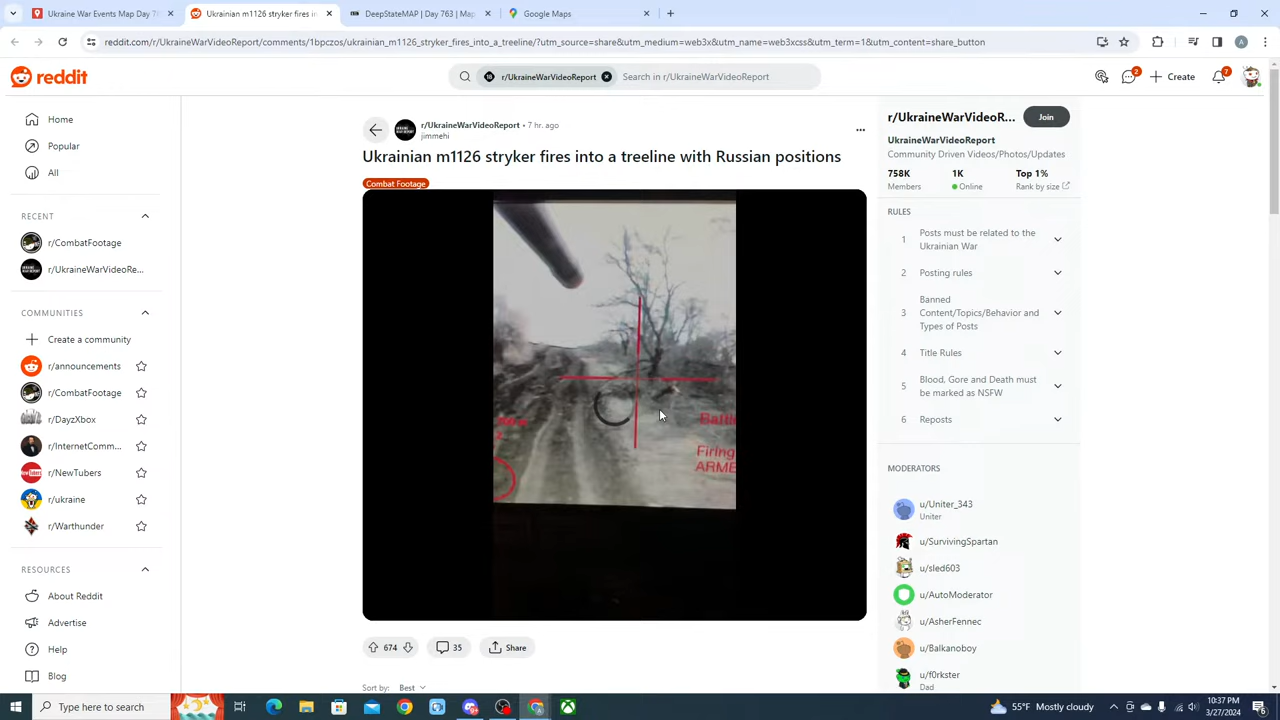 Ukraine War Events Map Day 7
Ukrainian m1126 stryker fires in
DeepStateMAP | Day 763 | M
Google Maps
reddit.com/r/UkraineWarVideoReport/comments/1bpczos/ukrainian_m1126_stryker_fires_into_a_treeline/?utm_source=share&utm_medium=web3x&utm_name=web3xcss&utm_term=1&utm_content=share_button
A
reddit
r/UkraineWarVideoReport
Search in r/UkraineWarVideoReport
2
Create
7
Home
Popular
All
RECENT
r/CombatFootage
r/UkraineWarVideoRe...
COMMUNITIES
Create a community
r/announcements
r/CombatFootage
r/DayzXbox
r/InternetComm...
r/NewTubers
r/ukraine
r/Warthunder
RESOURCES
About Reddit
Advertise
Help
Blog
r/UkraineWarVideoReport • 7 hr. ago
jimmehi
Ukrainian m1126 stryker fires into a treeline with Russian positions
Combat Footage
Battl
Firing
ARME
674
35
Share
Sort by: Best
r/UkraineWarVideoR...
Join
UkraineWarVideoReport
Community Driven Videos/Photos/Updates
758K
1K
Top 1%
Members
Online
Rank by size
RULES
1 Posts must be related to the
Ukrainian War
2 Posting rules
3 Banned
Content/Topics/Behavior and
Types of Posts
4 Title Rules
5 Blood, Gore and Death must
be marked as NSFW
6 Reposts
MODERATORS
u/Uniter_343
Uniter
u/SurvivingSpartan
u/sled603
u/AutoModerator
u/AsherFennec
u/Balkanoboy
u/f0rkster
Dad
Type here to search
55°F Mostly cloudy
10:37 PM
3/27/2024
6